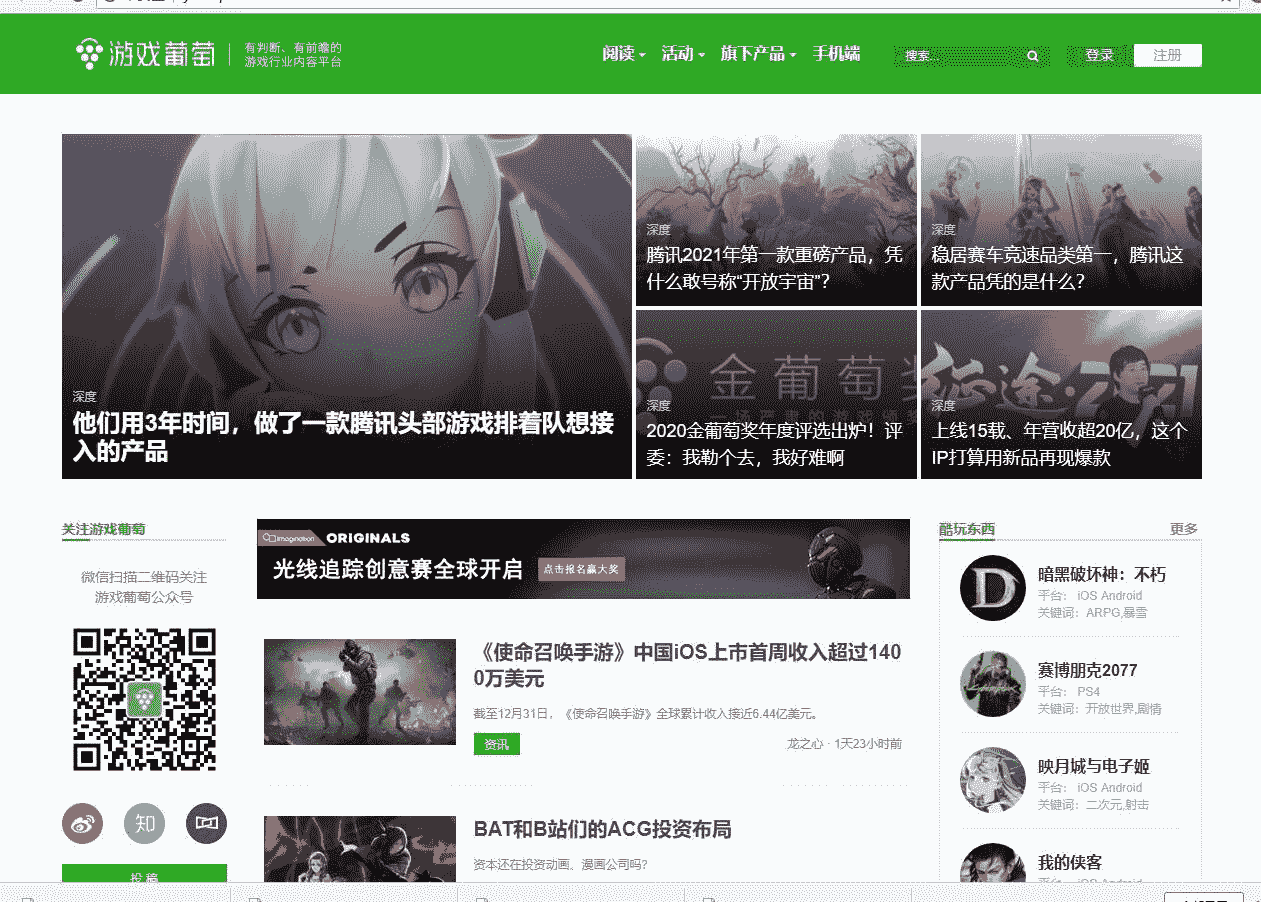 游戏葡萄
有判断、有前瞻的
游戏行业内容平台
阅读 活动 旗下产品 手机端
搜索...
登录 注册
深度
他们用3年时间，做了一款腾讯头部游戏排着队想接
入的产品
深度
腾讯2021年第一款重磅产品，凭
什么敢号称“开放宇宙”？
深度
稳居赛车竞速品类第一，腾讯这
款产品凭的是什么？
金葡萄奖
深度
2020金葡萄奖年度评选出炉！评
委：我勒个去，我好难啊
深度
上线15载、年营收超20亿，这个
IP打算用新品再现爆款
关注游戏葡萄
微信扫描二维码关注
游戏葡萄公众号
知
投稿
imagination ORIGINALS
光线追踪创意赛全球开启
点击报名赢大奖
《使命召唤手游》中国iOS上市首周收入超过140
0万美元
截至12月31日，《使命召唤手游》全球累计收入接近6.44亿美元。
资讯
龙之心 · 1天23小时前
BAT和B站们的ACG投资布局
资本还在投资动画、漫画公司吗？
酷玩东西 更多
D
暗黑破坏神：不朽
平台： iOS Android
关键词：ARPG,暴雪
赛博朋克2077
平台： PS4
关键词：开放世界,剧情
映月城与电子姬
平台： iOS Android
关键词：二次元,射击
我的侠客
平台： iOS Android